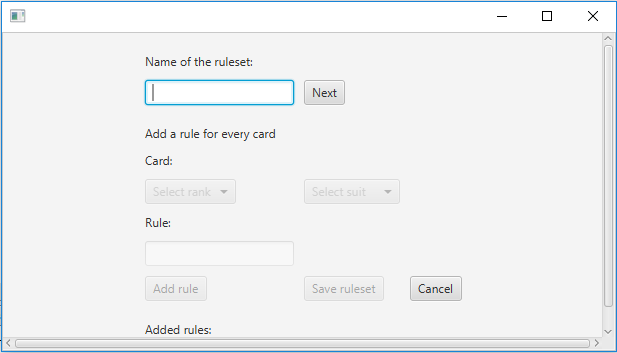 Name of the ruleset:
Next
Add a rule for every card
Card:
Select rank Select suit
Rule:
Add rule Save ruleset Cancel
Added rules: